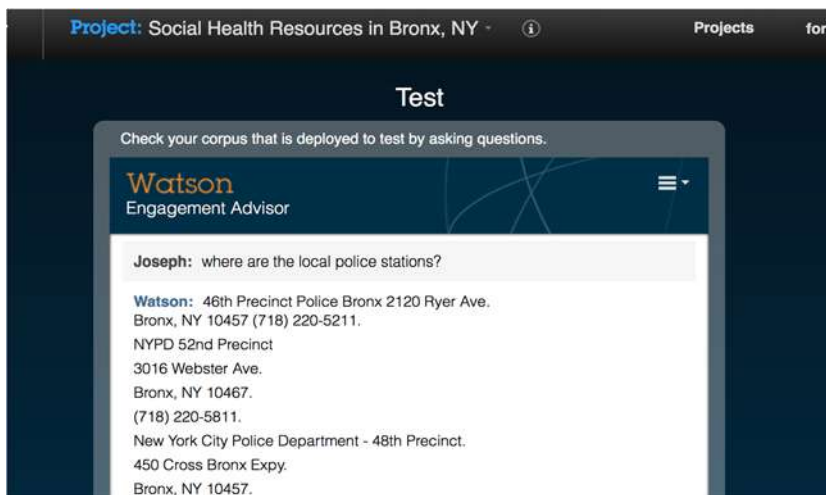 Project: Social Health Resources in Bronx, NY
Projects
for
Test
Check your corpus that is deployed to test by asking questions.
Watson
Engagement Advisor
Joseph: where are the local police stations?
Watson: 46th Precinct Police Bronx 2120 Ryer Ave.
Bronx, NY 10457 (718) 220-5211.
NYPD 52nd Precinct
3016 Webster Ave.
Bronx, NY 10467.
(718) 220-5811.
New York City Police Department - 48th Precinct.
450 Cross Bronx Expy.
Bronx, NY 10457.